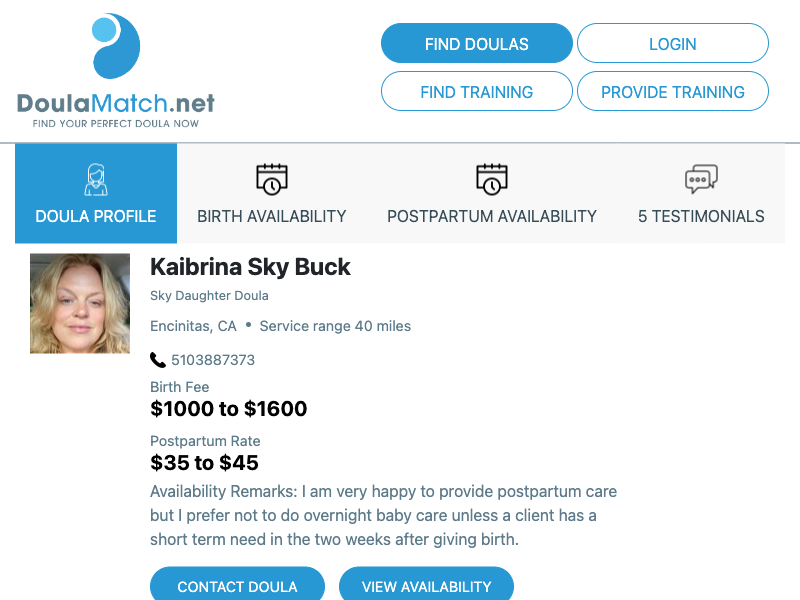 FIND DOULAS
LOGIN
DoulaMatch.net
FIND YOUR PERFECT DOULA NOW
FIND TRAINING
PROVIDE TRAINING
DOULA PROFILE
BIRTH AVAILABILITY
POSTPARTUM AVAILABILITY
5 TESTIMONIALS
Kaibrina Sky Buck
Sky Daughter Doula
Encinitas, CA • Service range 40 miles
5103887373
Birth Fee
$1000 to $1600
Postpartum Rate
$35 to $45
Availability Remarks: I am very happy to provide postpartum care
but I prefer not to do overnight baby care unless a client has a
short term need in the two weeks after giving birth.
CONTACT DOULA
VIEW AVAILABILITY